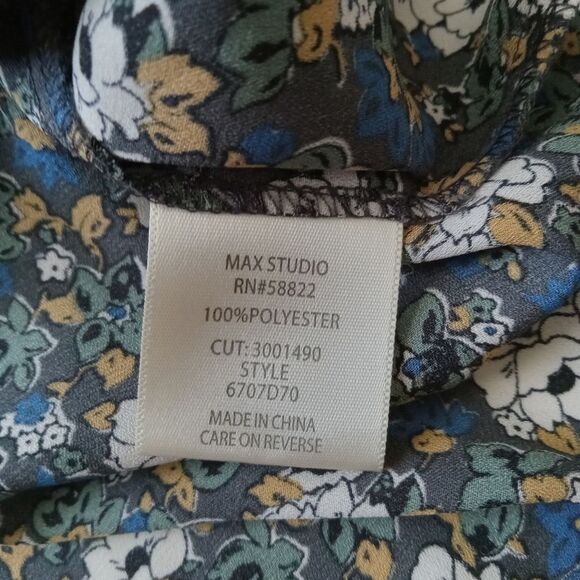 MAX STUDIO
RN#58822
100%POLYESTER
CUT:3001490
STYLE
6707D70
MADE IN CHINA
CARE ON REVERSE